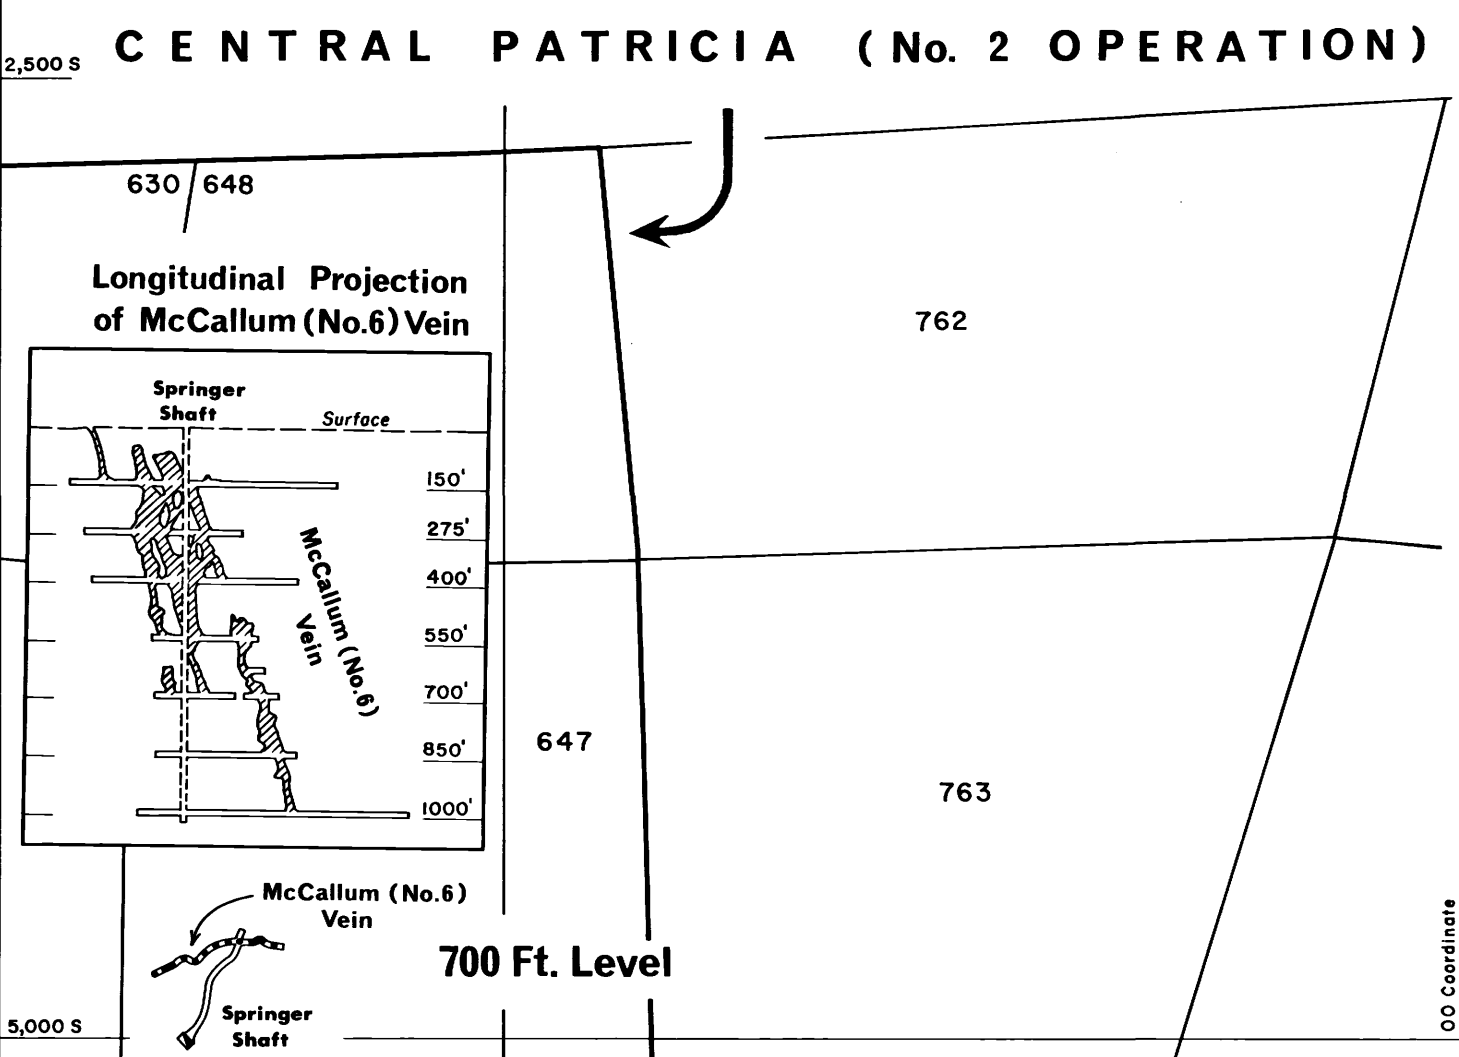 CENTRAL PATRICIA (No. 2 OPERATION)
2,500 S
630 648
Longitudinal Projection
of McCallum (No.6) Vein
762
Springer
Shaft
Surface
150'
275'
400'
550'
700'
850'
1000'
McCallum (No.6)
Vein
647
763
McCallum (No.6)
Vein
700 Ft. Level
Springer
Shaft
5,000 S
00 Coordinate